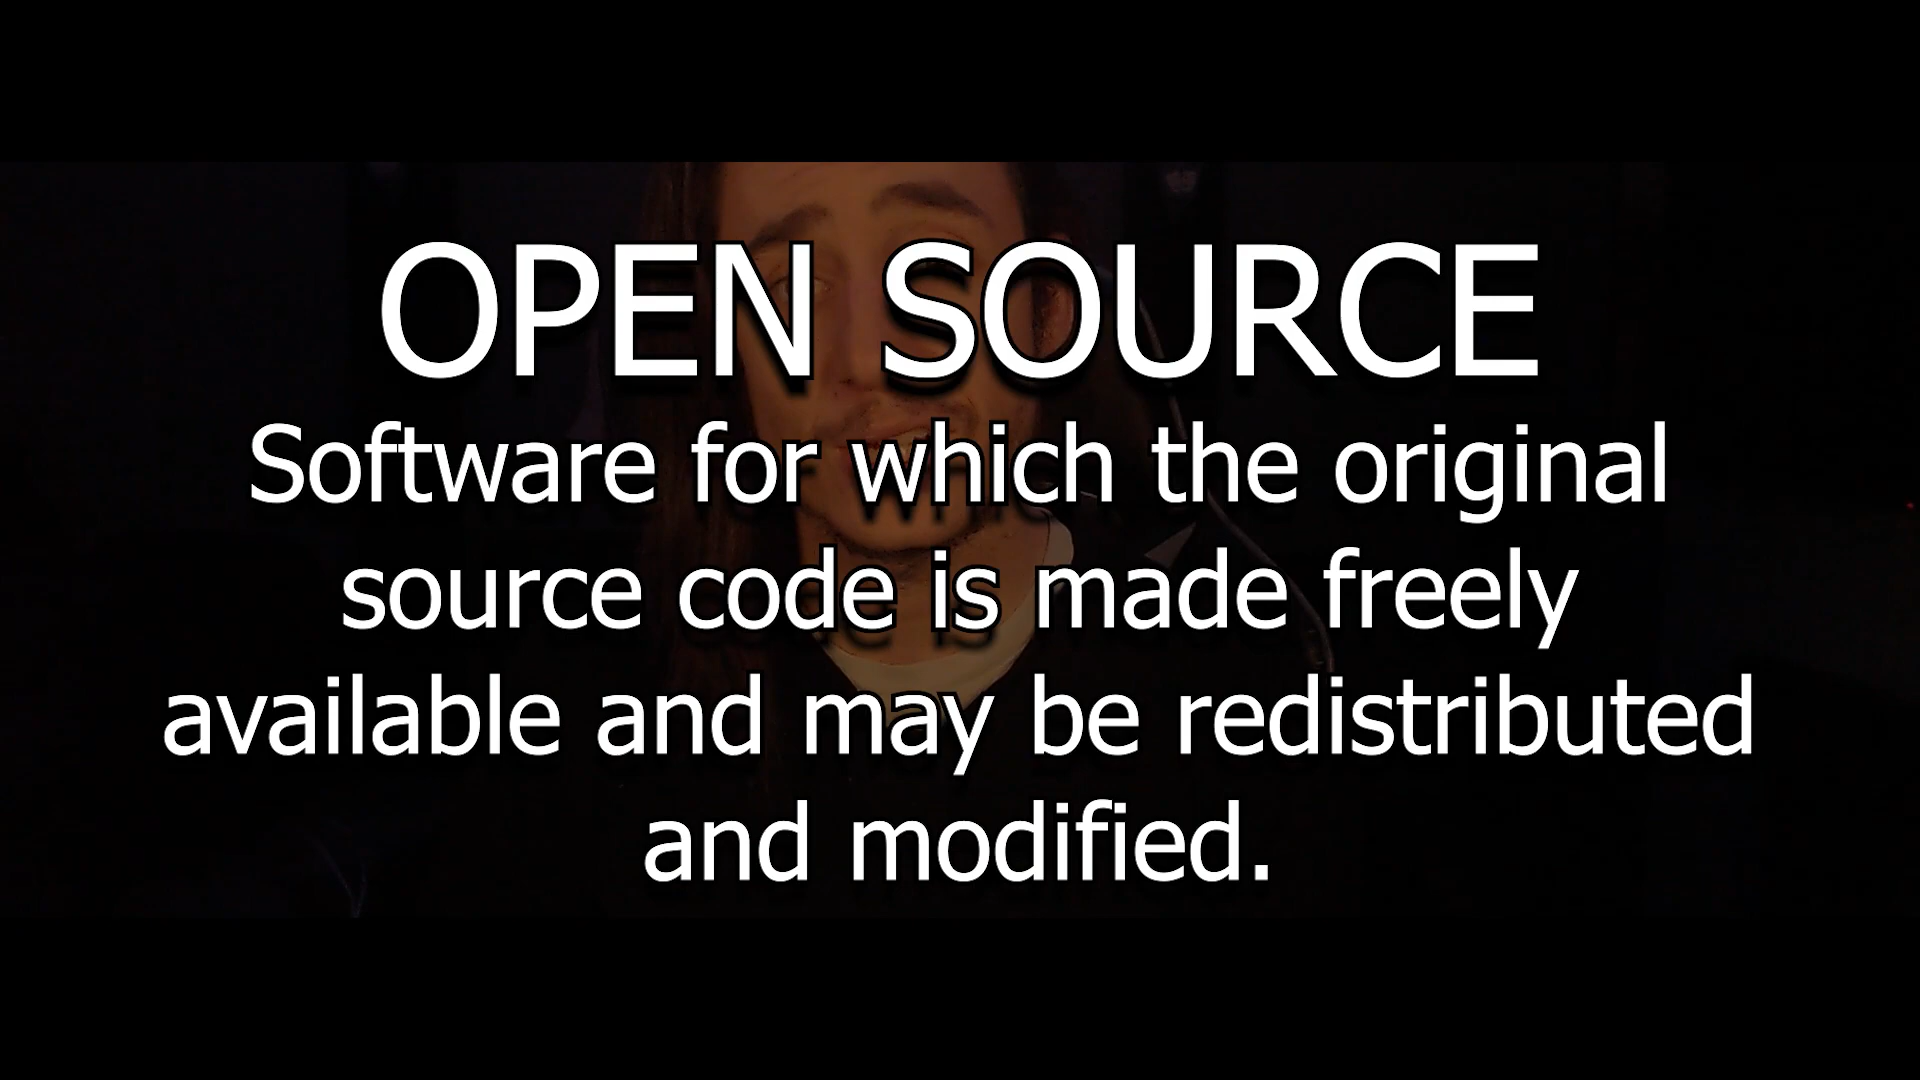 OPEN SOURCE
Software for which the original
source code is made freely
available and may be redistributed
and modified.